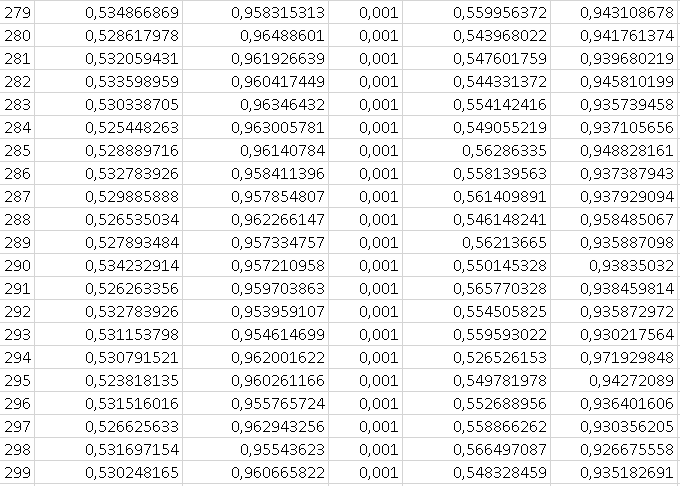 279 0,534866869 0,958315313 0,001 0,559956372 0,943108678
280 0,528617978 0,96488601 0,001 0,543968022 0,941761374
281 0,532059431 0,961926639 0,001 0,547601759 0,939680219
282 0,533598959 0,960417449 0,001 0,544331372 0,945810199
283 0,530338705 0,96346432 0,001 0,554142416 0,935739458
284 0,525448263 0,963005781 0,001 0,549055219 0,937105656
285 0,528889716 0,96140784 0,001 0,56286335 0,948828161
286 0,532783926 0,958411396 0,001 0,558139563 0,937387943
287 0,529885888 0,957854807 0,001 0,561409891 0,937929094
288 0,526535034 0,962266147 0,001 0,546148241 0,958485067
289 0,527893484 0,957334757 0,001 0,56213665 0,935887098
290 0,534232914 0,957210958 0,001 0,550145328 0,93835032
291 0,526263356 0,959703863 0,001 0,565770328 0,938459814
292 0,532783926 0,953959107 0,001 0,554505825 0,935872972
293 0,531153798 0,954614699 0,001 0,559593022 0,930217564
294 0,530791521 0,962001622 0,001 0,526526153 0,971929848
295 0,523818135 0,960261166 0,001 0,549781978 0,94272089
296 0,531516016 0,955765724 0,001 0,552688956 0,936401606
297 0,526625633 0,962943256 0,001 0,558866262 0,930356205
298 0,531697154 0,95543623 0,001 0,566497087 0,926675558
299 0,530248165 0,960665822 0,001 0,548328459 0,935182691